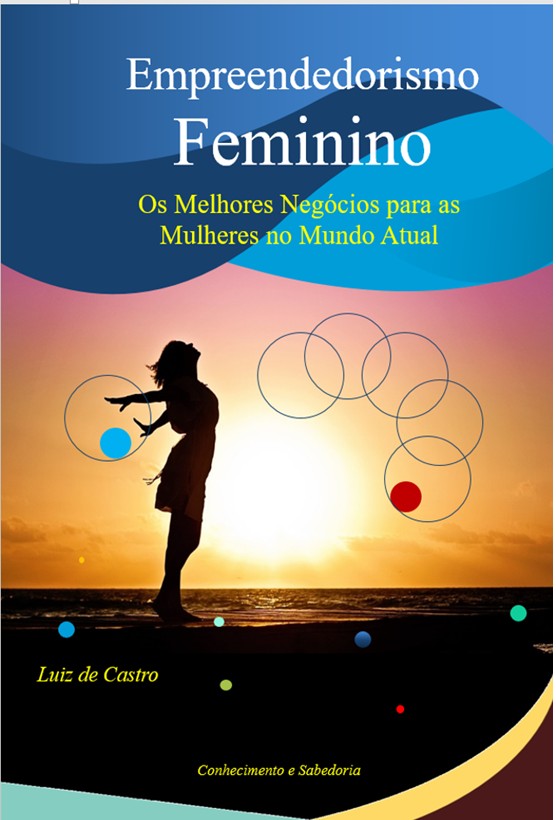 Empreendedorismo
Feminino
Os Melhores Negócios para as
Mulheres no Mundo Atual
Luiz de Castro
Conhecimento e Sabedoria